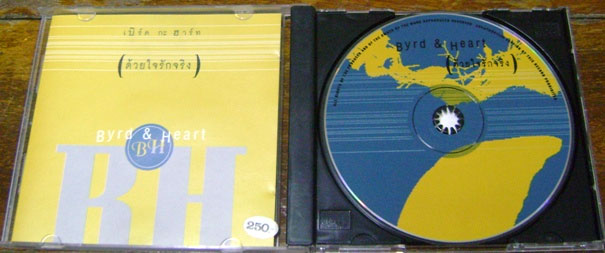 เบิร์ด กะ ฮาร์ท
(ด้วยใจรักจริง)
Byrd & Heart
BH
BH
250
Byrd & Heart
(ด้วยใจรักจริง)